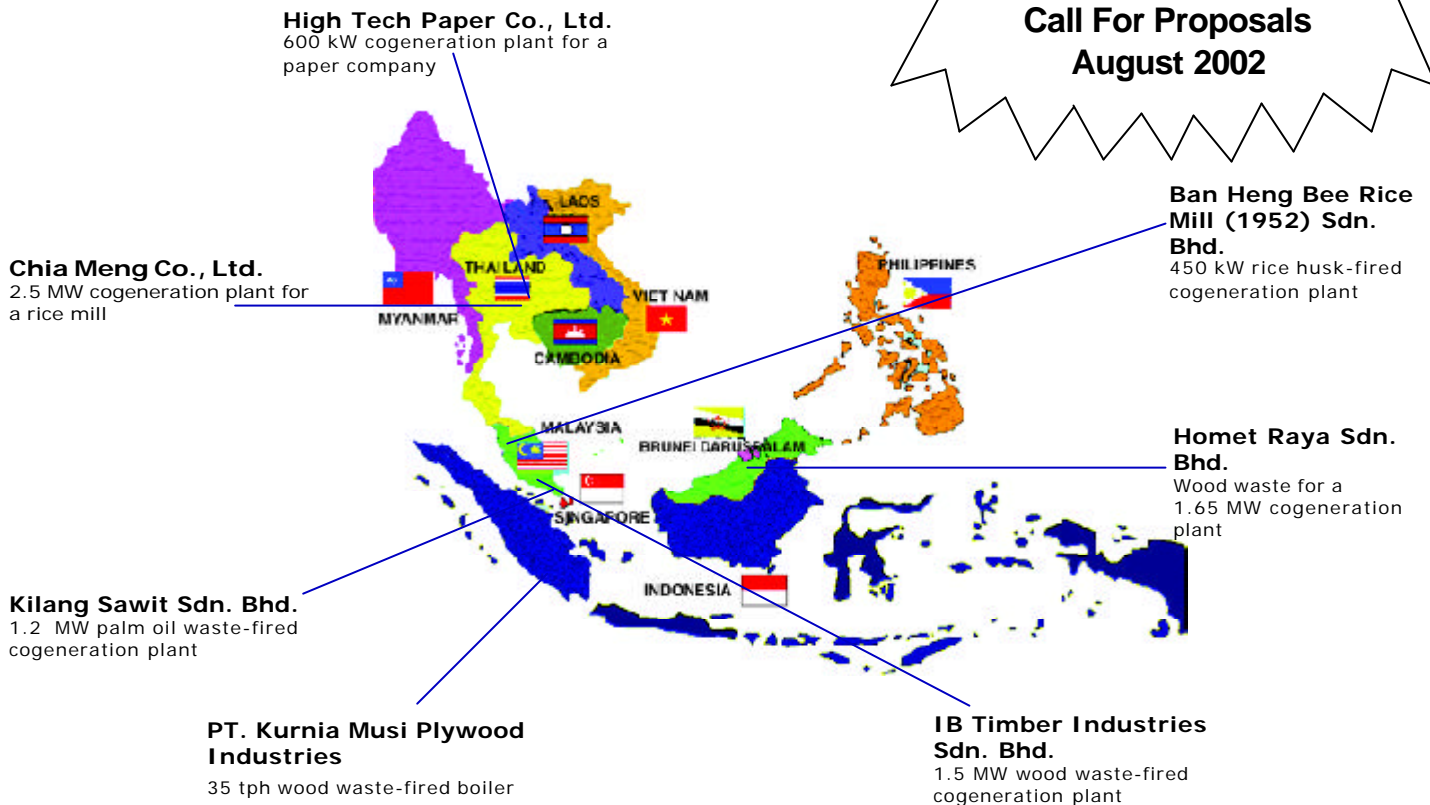 High Tech Paper Co., Ltd.
600 kW cogeneration plant for a
paper company
Call For Proposals
August 2002
Ban Heng Bee Rice
Mill (1952) Sdn.
Bhd.
450 kW rice husk-fired
cogeneration plant
Chia Meng Co., Ltd.
2.5 MW cogeneration plant for
a rice mill
LAOS
THAILAND
PHILIPPINES
VIET NAM
MYANMAR
CAMBODIA
MALAYSIA
BRUNEI DARUSSALAM
SINGAPORE
INDONESIA
Homet Raya Sdn.
Bhd.
Wood waste for a
1.65 MW cogeneration
plant
Kilang Sawit Sdn. Bhd.
1.2 MW palm oil waste-fired
cogeneration plant
PT. Kurnia Musi Plywood
Industries
35 tph wood waste-fired boiler
IB Timber Industries
Sdn. Bhd.
1.5 MW wood waste-fired
cogeneration plant